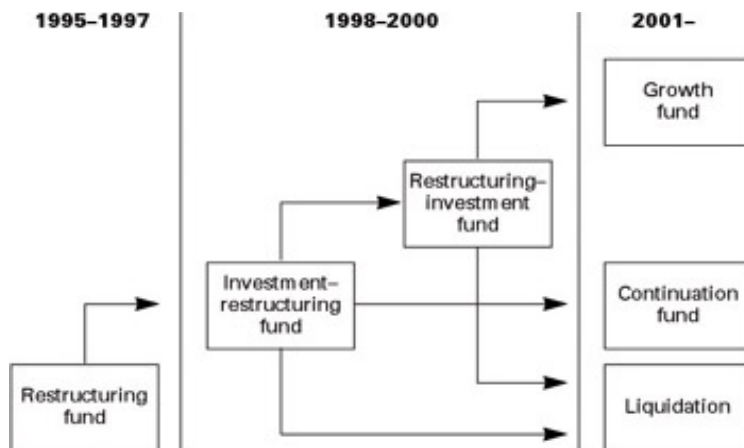 1995–1997
1998–2000
2001–
Growth
fund
Restructuring–
investment
fund
Investment–
restructuring
fund
Continuation
fund
Restructuring
fund
Liquidation